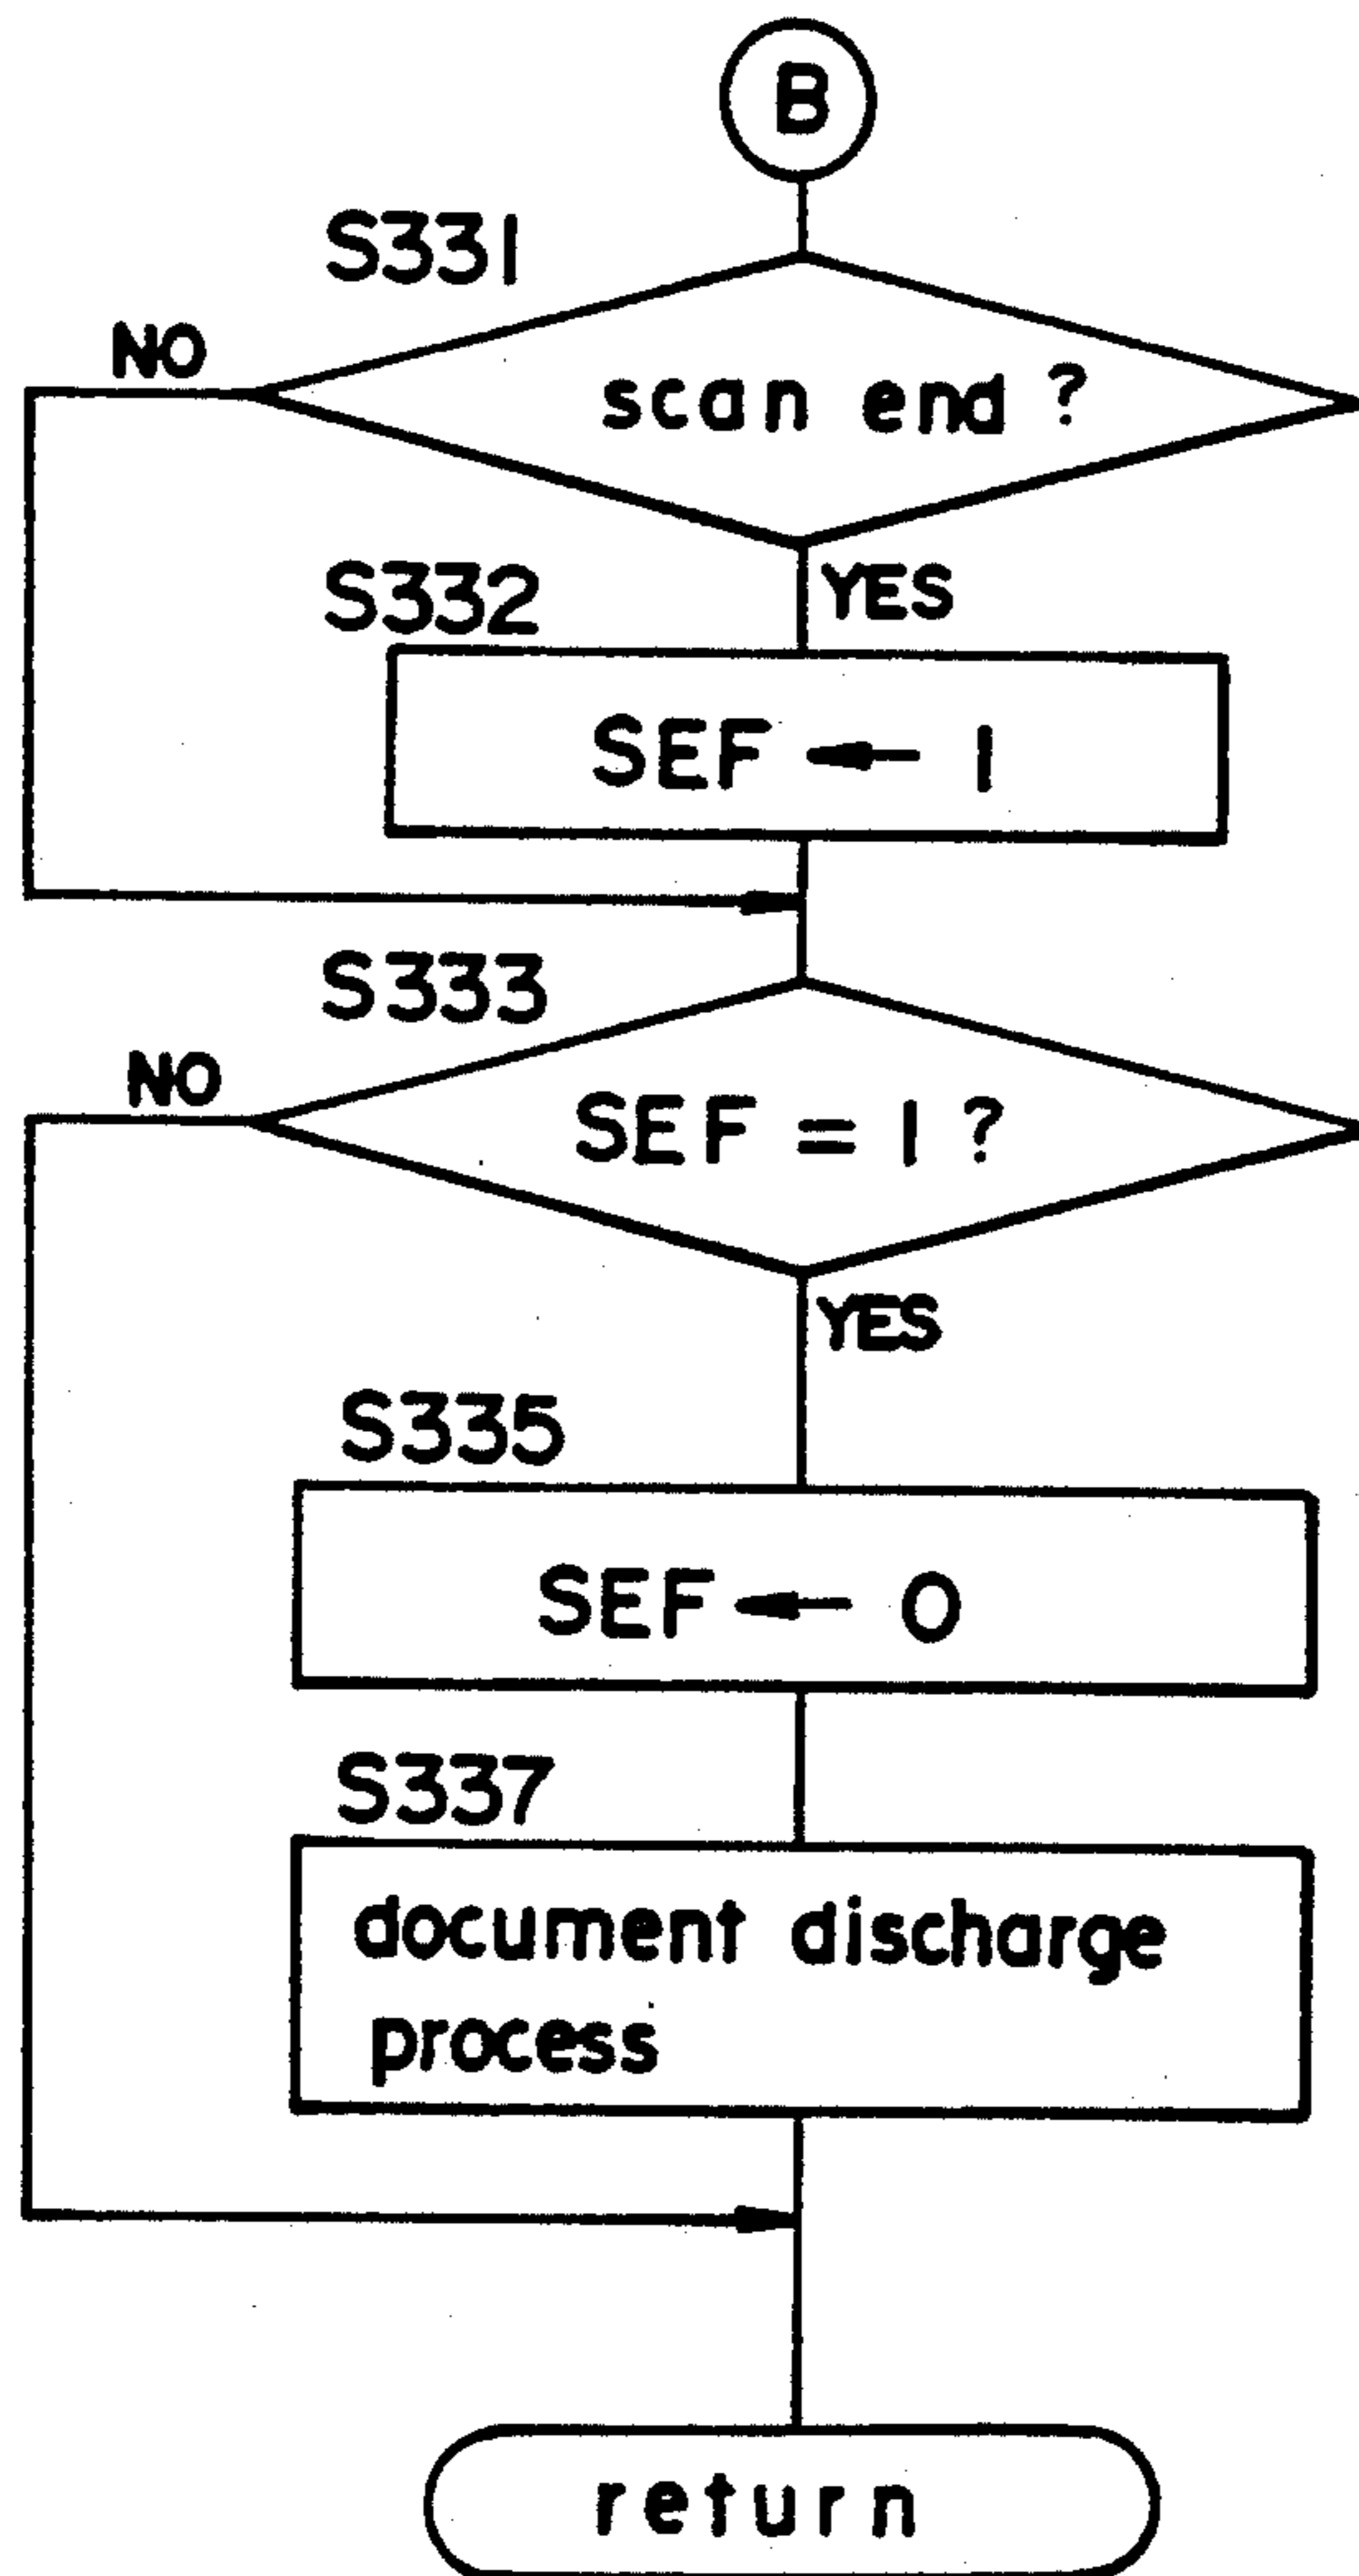 B
S331
NO
scan end ?
YES
S332
SEF ← 1
S333
NO
SEF = 1 ?
YES
S335
SEF ← 0
S337
document discharge
process
return